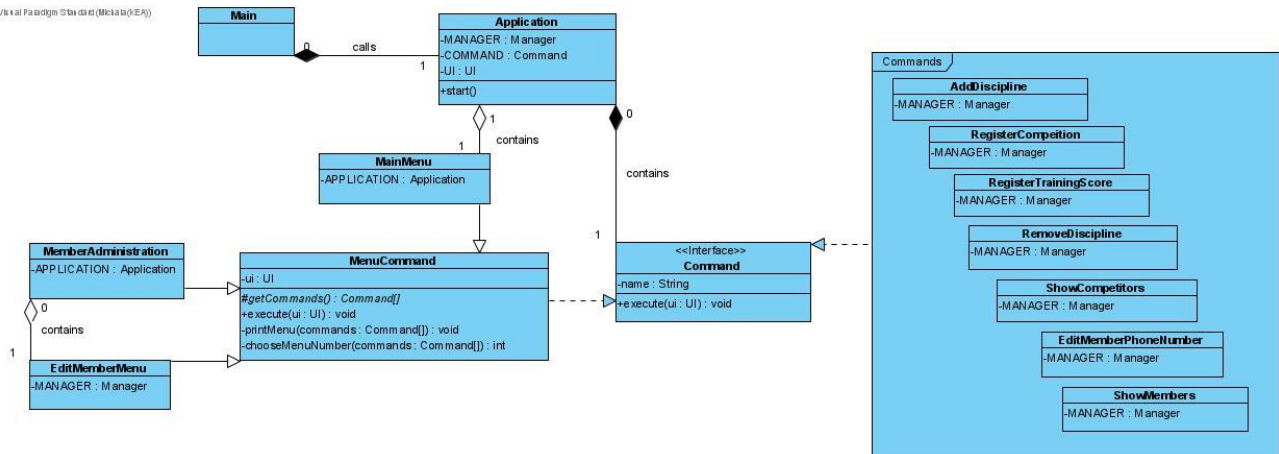 Visual Paradigm Standard(Michala(KEA))
Main
0
calls
1
Application
-MANAGER : Manager
-COMMAND : Command
-UI : UI
+start()
1
contains
1
MainMenu
-APPLICATION : Application
0
contains
1
MemberAdministration
-APPLICATION : Application
0
contains
1
EditMemberMenu
-MANAGER : Manager
MenuCommand
-ui : UI
#getCommands() : Command[]
+execute(ui : UI) : void
-printMenu(commands : Command[]) : void
-chooseMenuNumber(commands : Command[]) : int
<<Interface>>
Command
-name : String
+execute(ui : UI) : void
Commands
AddDiscipline
-MANAGER : Manager
RegisterCompeition
-MANAGER : Manager
RegisterTrainingScore
-MANAGER : Manager
RemoveDiscipline
-MANAGER : Manager
ShowCompetitors
-MANAGER : Manager
EditMemberPhoneNumber
-MANAGER : Manager
ShowMembers
-MANAGER : Manager